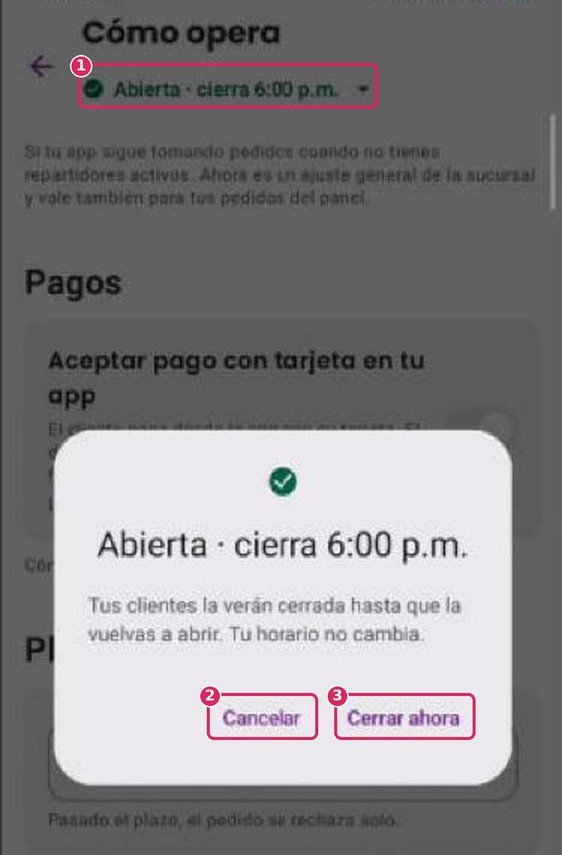 Cómo opera
1
Abierta · cierra 6:00 p.m.
Si tu app sigue tomando pedidos cuando no tienes
repartidores activos. Ahora es un ajuste general de la sucursal
y vale también para tus pedidos del panel.
Pagos
Aceptar pago con tarjeta en tu
app
Abierta · cierra 6:00 p.m.
Tus clientes la verán cerrada hasta que la
vuelvas a abrir. Tu horario no cambia.
2 3
Cancelar Cerrar ahora
Pasado el plazo, el pedido se rechaza solo.